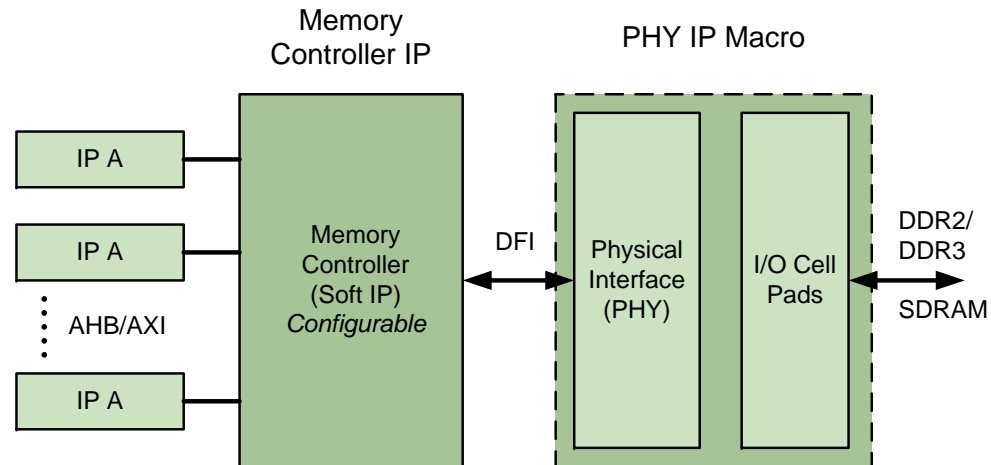 Memory
Controller IP
PHY IP Macro
IP A
IP A
AHB/AXI
IP A
Memory
Controller
(Soft IP)
Configurable
DFI
Physical
Interface
(PHY)
I/O Cell
Pads
DDR2/
DDR3
SDRAM